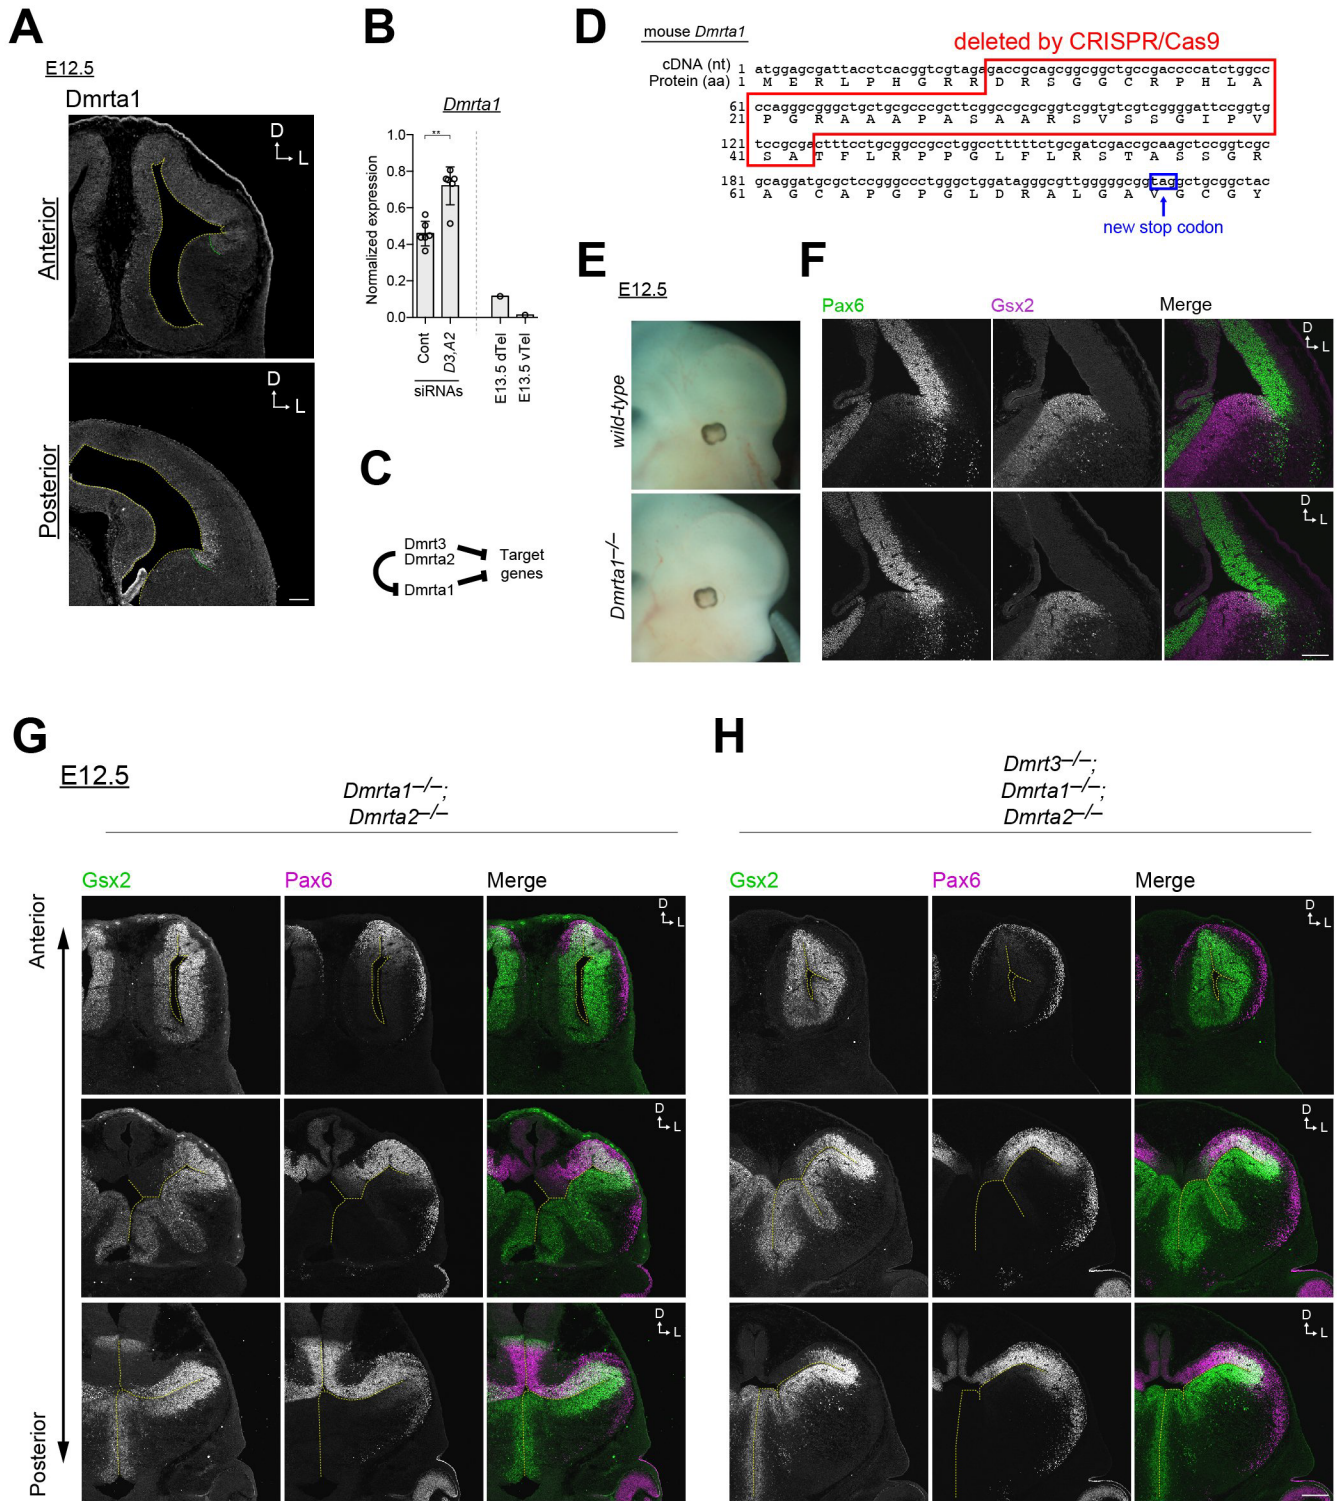 A
E12.5
Dmrta1
Anterior
D
L
Posterior
D
L
B
Dmrta1
Normalized expression
1.0
0.8
0.6
0.4
0.2
0.0
**
Cont
D3,A2
siRNAs
E13.5 dTel
E13.5 vTel
C
Dmrt3
Dmrta2
Dmrta1
Target
genes
D
mouse Dmrta1
deleted by CRISPR/Cas9
cDNA (nt) 1 atggagcgattacctcacggtcgtagagaccgcagcggcggctgccgaccccatctggcc
Protein (aa) 1 M E R L P H G R R D R S G G C R P H L A
61 ccagggcgggctgctgcgcccgcttcggccgcgcggtcggtgtcgtcggggattccggtg
21 P G R A A A P A S A A R S V S S G I P V
121 tccgcgactttcctgcggccgcctggcctttttctgcgatcgaccgcaagctccggtcgc
41 S A T F L R P P G L F L R S T A S S G R
181 gcaggatgcgctccgggccctgggctggatagggcgttgggggcggtaggctgcggctac
61 A G C A P G P G L D R A L G A V G C G Y
new stop codon
E
E12.5
wild-type
Dmrta1–/–
F
Pax6
Gsx2
Merge
D
L
D
L
G
E12.5
Dmrta1–/–;
Dmrta2–/–
Gsx2
Pax6
Merge
Anterior
Posterior
D
L
D
L
D
L
H
Dmrt3–/–;
Dmrta1–/–;
Dmrta2–/–
Gsx2
Pax6
Merge
D
L
D
L
D
L